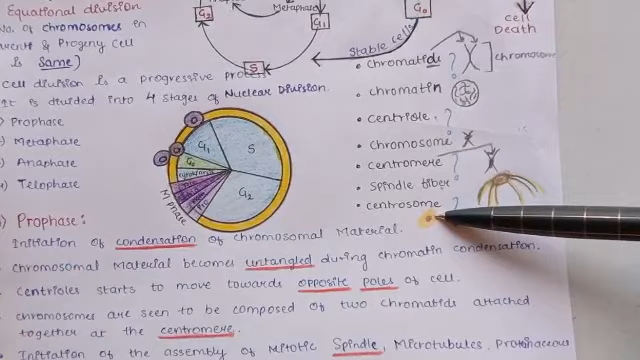 Equational division
No. of chromosomes in
Parent & Progeny Cell
is Same)
Cell division is a progressive process
It is divided into 4 stages of Nuclear Division.
Prophase
Metaphase
Anaphase
Telophase
G2
Metaphase
G1
S
G0
Stable cells
cell
Death
• chromatids ?
] chromosome
• chromatin
• centriole ?
• chromosome
• centromere ?
• spindle fiber
• centrosome ?
G1
S
G2
G0
cytokinesis
Pro
M phase
Prophase:
Initiation of condensation of chromosomal Material.
Chromosomal Material becomes untangled during chromatin condensation.
Centrioles starts to move towards opposite poles of cell.
chromosomes are seen to be composed of two chromatids attached
together at the centromere.
Initiation of the assembly of Mitotic Spindle, Microtubules, Proteinaceous